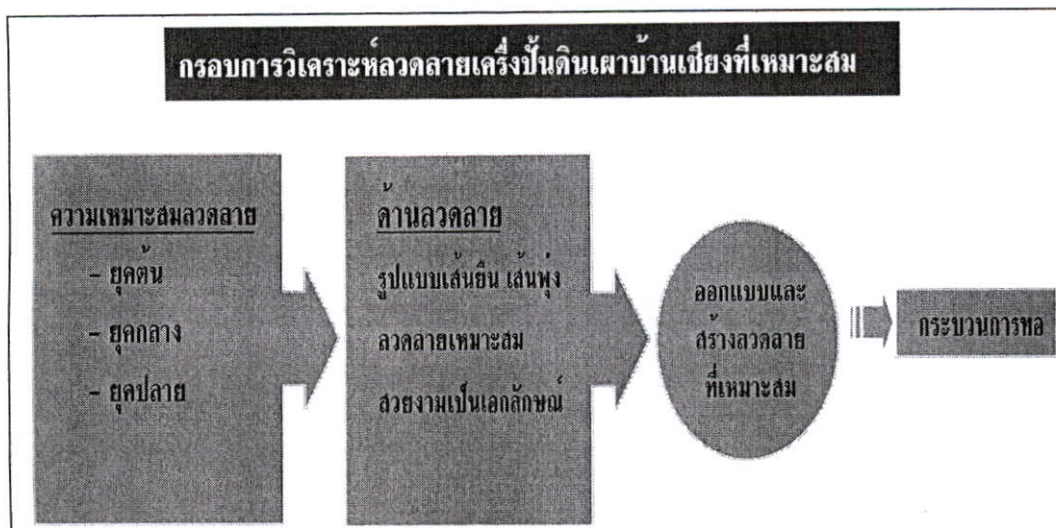 กรอบการวิเคราะห์ลวดลายเครื่องปั้นดินเผาบ้านเชียงที่เหมาะสม
ความเหมาะสมลวดลาย
- ยุคต้น
- ยุคกลาง
- ยุคปลาย
ด้านลวดลาย
รูปแบบเส้นยืน เส้นพุ่ง
ลวดลายเหมาะสม
สวยงามเป็นเอกลักษณ์
ออกแบบและ
สร้างลวดลาย
ที่เหมาะสม
กระบวนการทอ